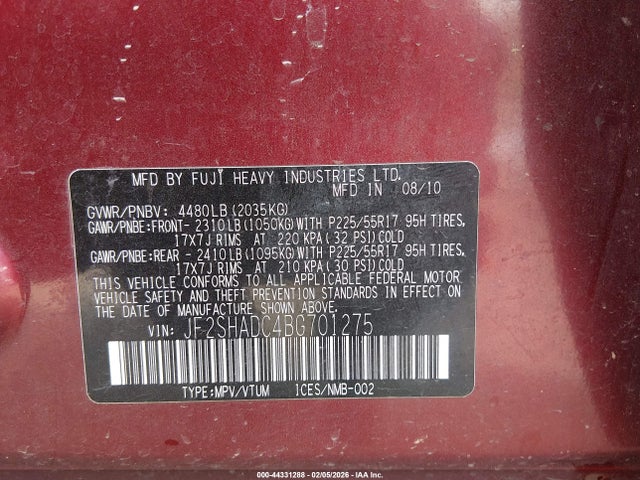 MFD BY FUJI HEAVY INDUSTRIES LTD.
MFD IN 08/10
GVWR/PNBV: 4480LB(2035KG)
GAWR/PNBE:FRONT- 2310LB(1050KG)WITH P225/55R17 95H TIRES,
17X7J RIMS AT 220 KPA(32 PSI)COLD
GAWR/PNBE:REAR - 2410LB(1095KG)WITH P225/55R17 95H TIRES,
17X7J RIMS AT 210 KPA(30 PSI)COLD
THIS VEHICLE CONFORMS TO ALL APPLICABLE FEDERAL MOTOR
VEHICLE SAFETY AND THEFT PREVENTION STANDARDS IN EFFECT ON
THE DATE OF MANUFACTURE SHOWN ABOVE.
VIN: JF2SHADC4BG701275
TYPE:MPV/VTUM ICES/NMB-002
000-44331288 - 02/05/2026 - IAA Inc.